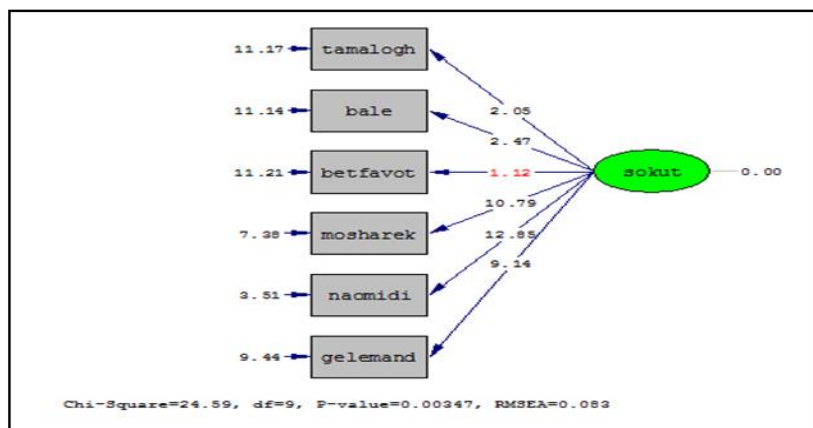 11.17 tamalogh
2.05
11.14 bale
2.47
11.21 betfavot 1.12 sokut 0.00
10.79
7.38 mosharek
12.85
9.14
3.51 naomidi
9.44 gelemand
Chi-Square=24.59, df=9, P-value=0.00347, RMSEA=0.083